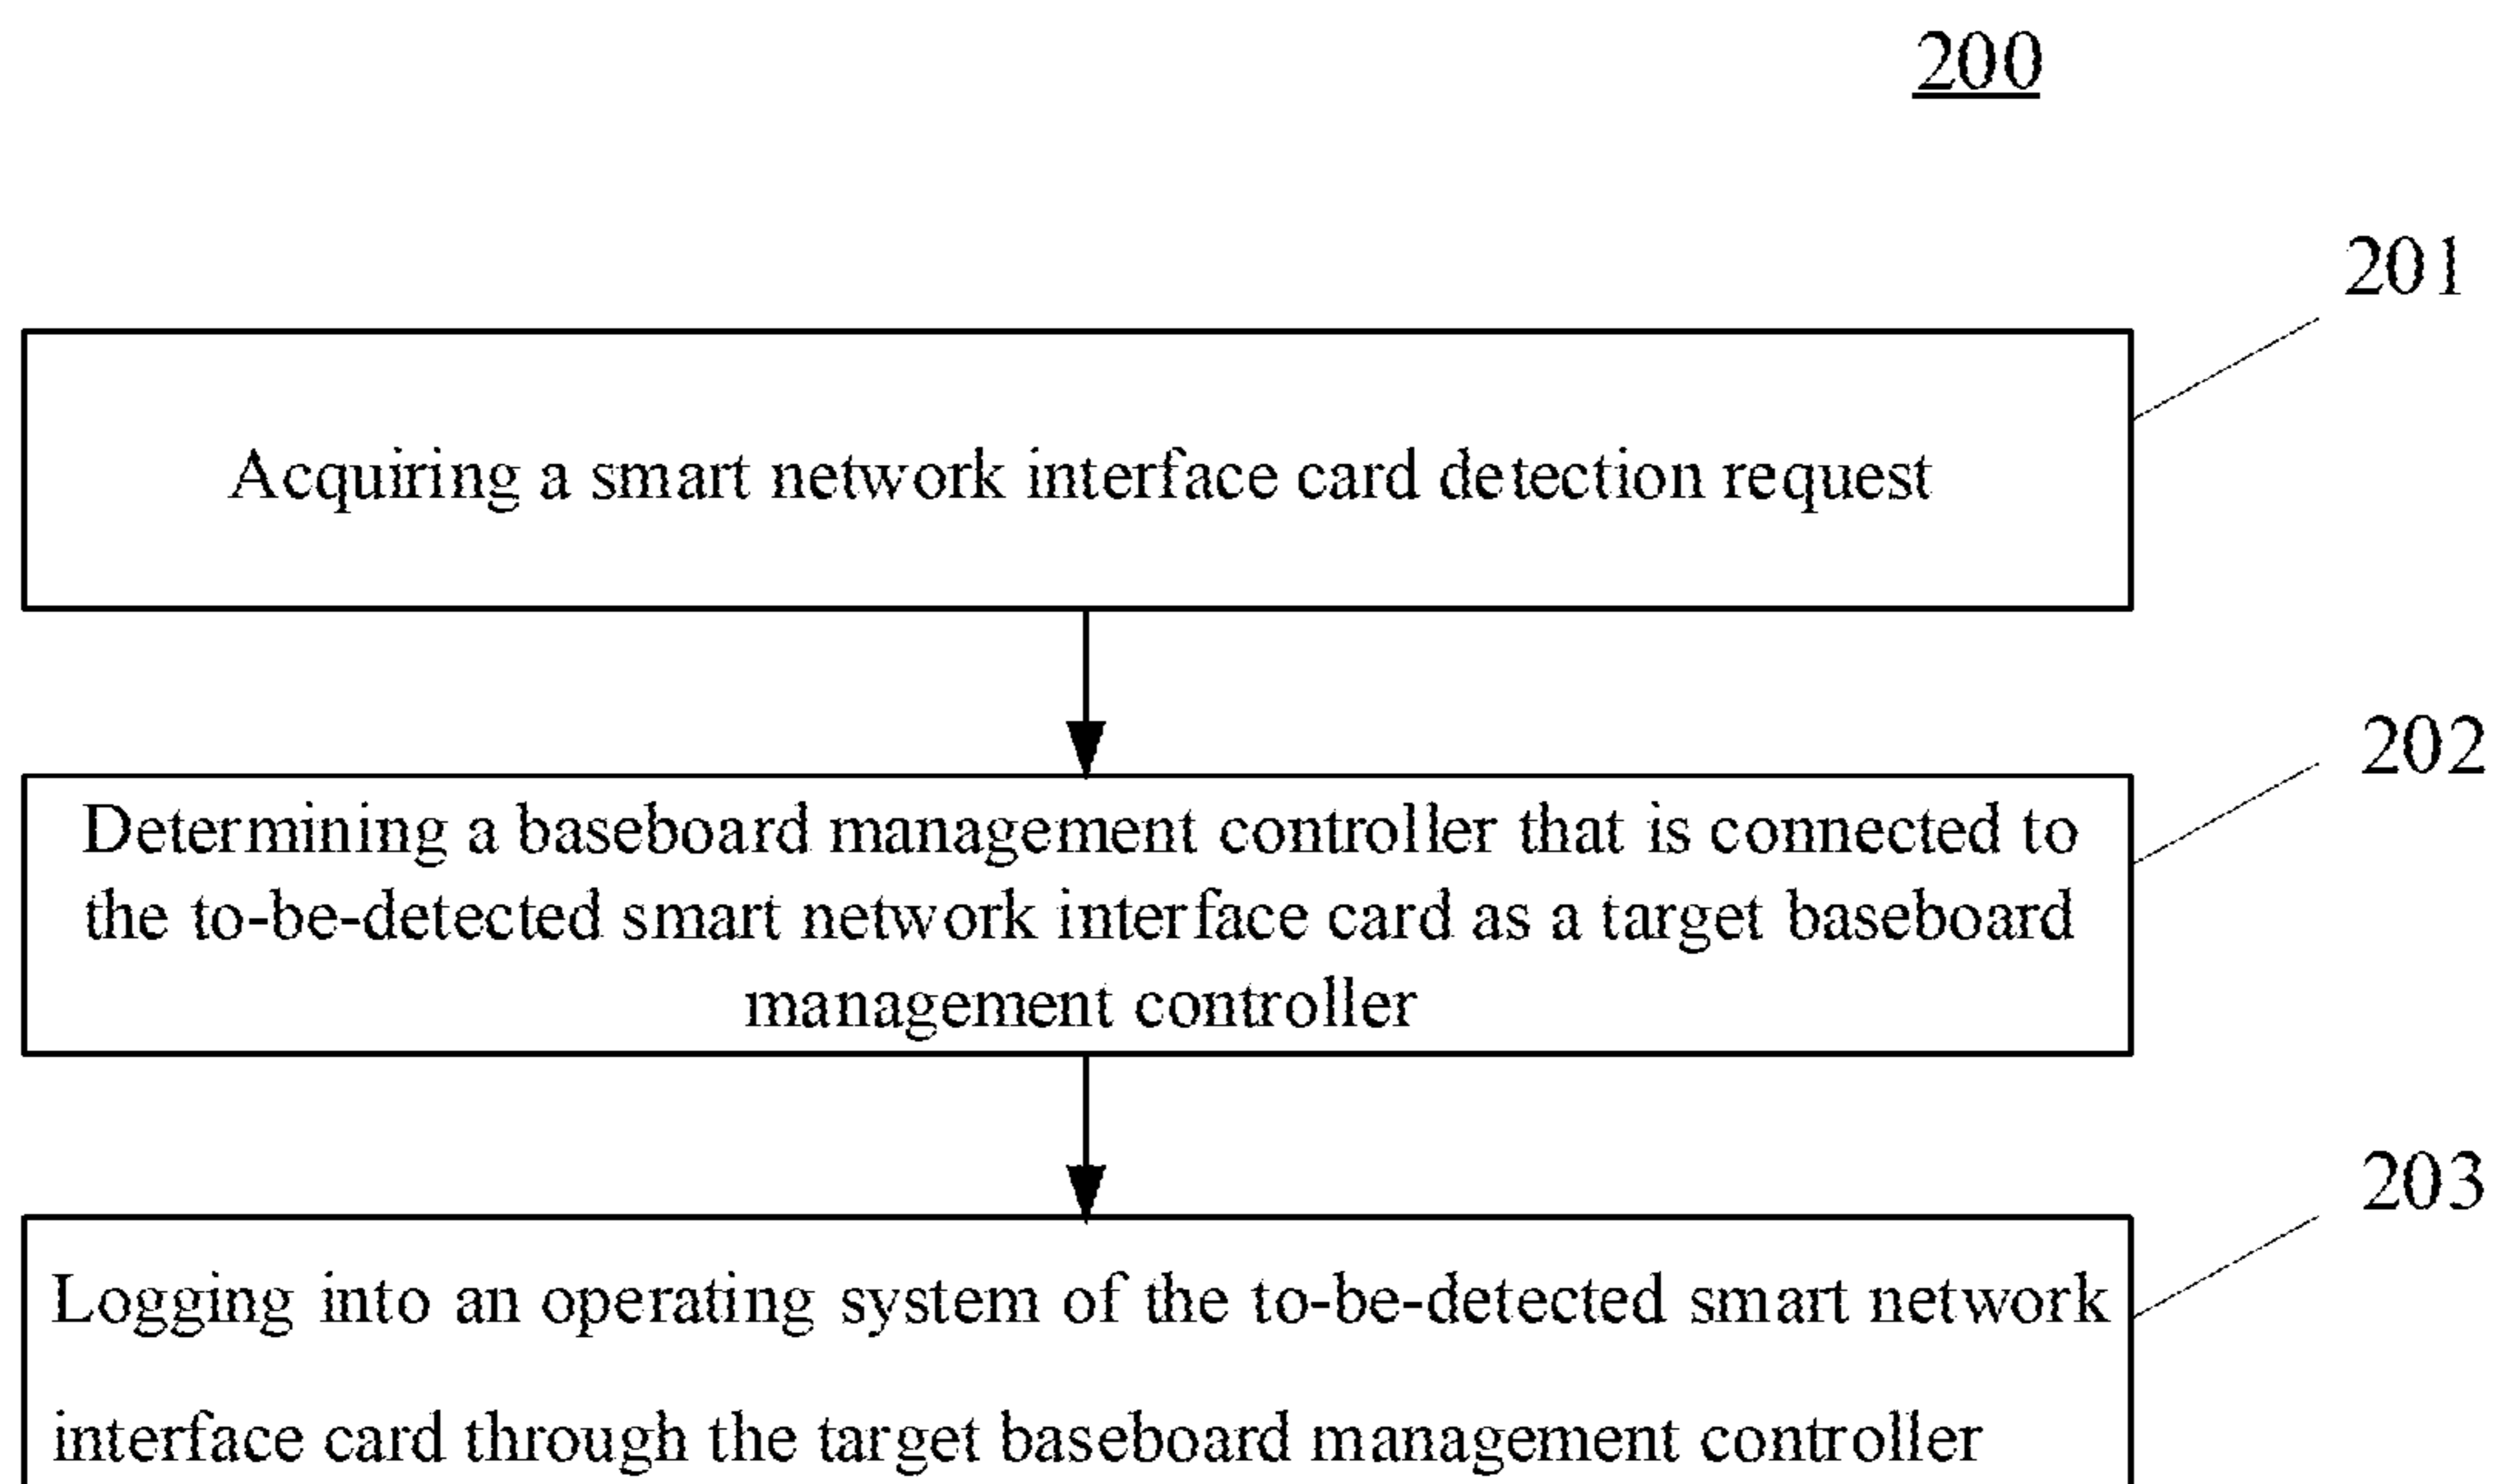 200
201
Acquiring a smart network interface card detection request
202
Determining a baseboard management controller that is connected to
the to-be-detected smart network interface card as a target baseboard
management controller
203
Logging into an operating system of the to-be-detected smart network
interface card through the target baseboard management controller